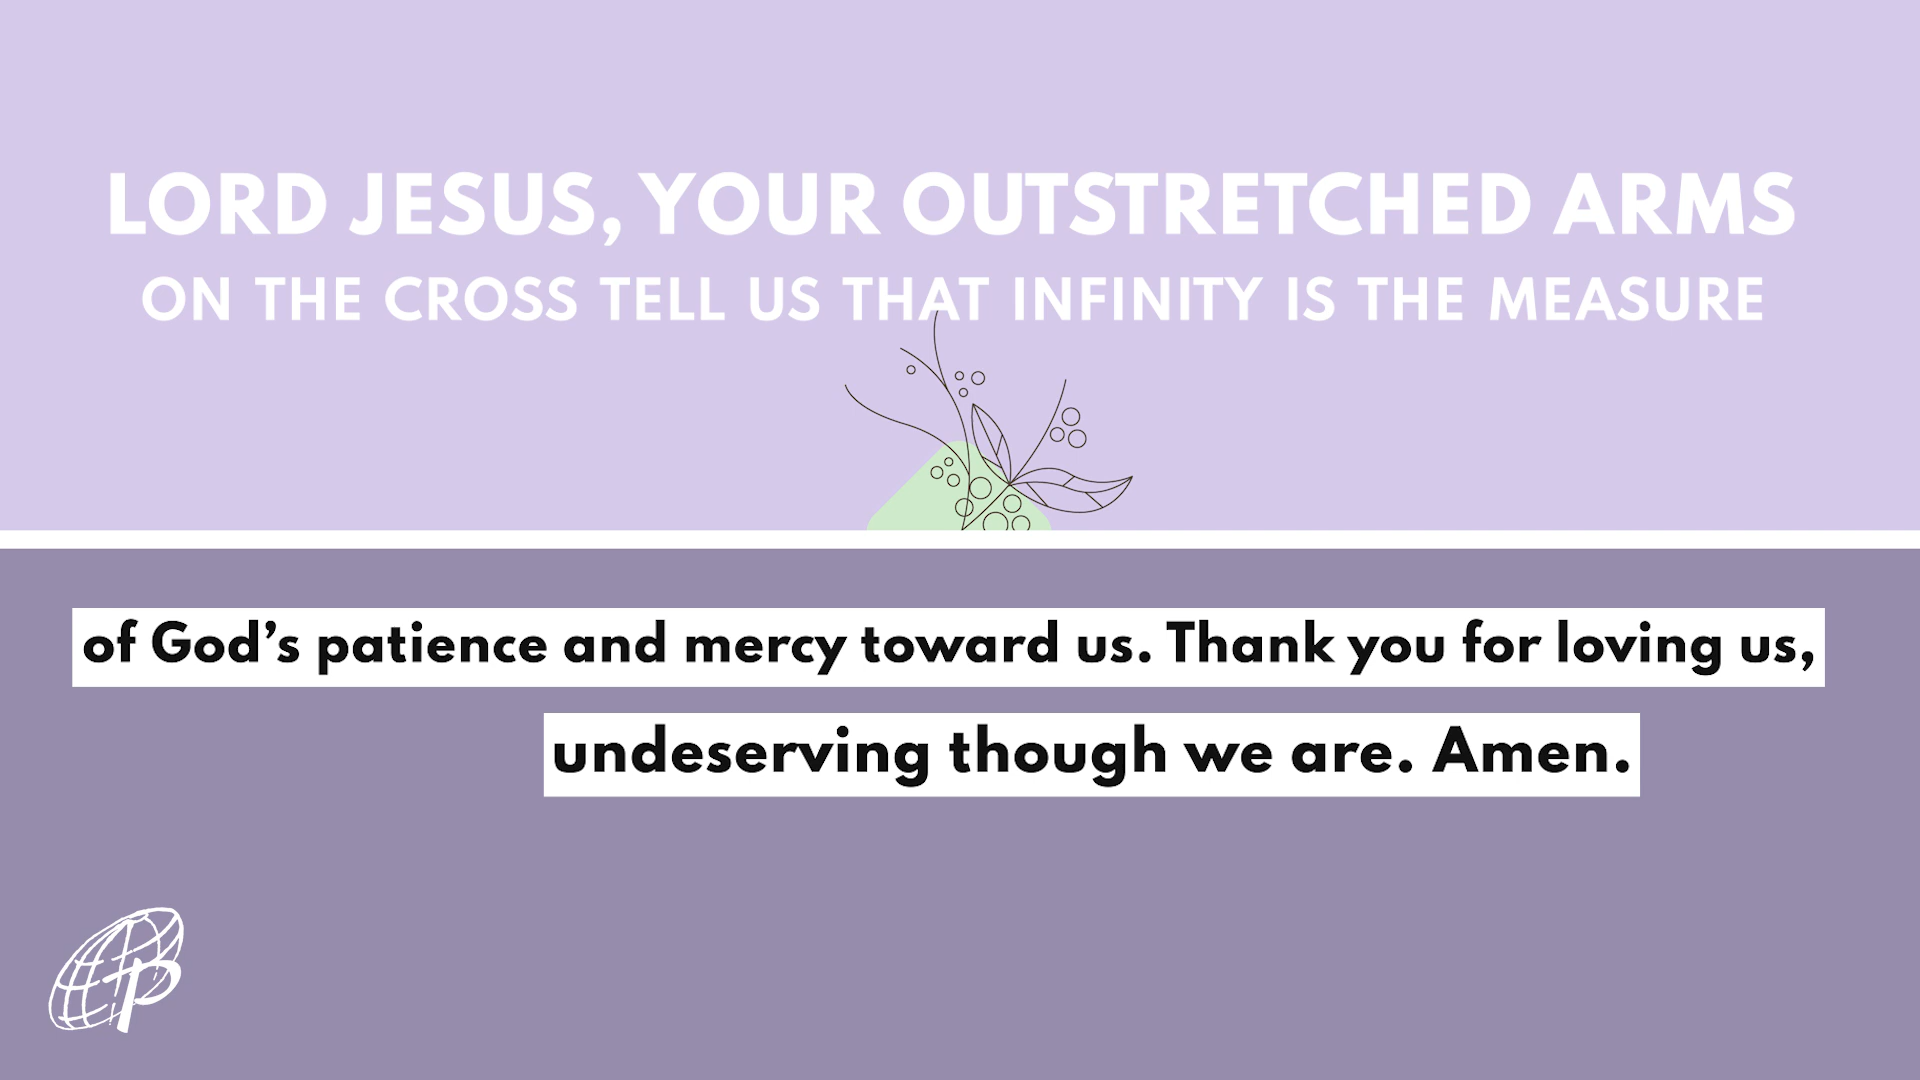 LORD JESUS, YOUR OUTSTRETCHED ARMS
ON THE CROSS TELL US THAT INFINITY IS THE MEASURE
of God’s patience and mercy toward us. Thank you for loving us,
undeserving though we are. Amen.